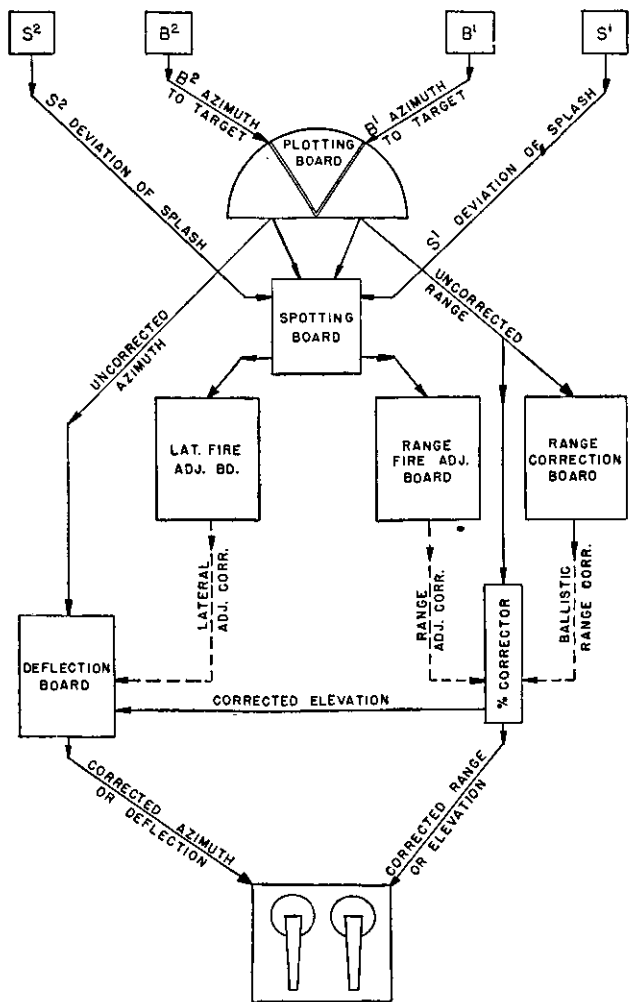 S²
B²
B¹
S¹
B² AZIMUTH
TO TARGET
B¹ AZIMUTH
TO TARGET
S² DEVIATION OF SPLASH
PLOTTING
BOARD
S¹ DEVIATION OF SPLASH
UNCORRECTED
AZIMUTH
SPOTTING
BOARD
UNCORRECTED
RANGE
LAT. FIRE
ADJ. BD.
RANGE
FIRE ADJ.
BOARD
RANGE
CORRECTION
BOARD
LATERAL
ADJ. CORR.
RANGE
ADJ. CORR.
BALLISTIC
RANGE CORR.
DEFLECTION
BOARD
% CORRECTOR
CORRECTED ELEVATION
CORRECTED AZIMUTH
OR DEFLECTION
CORRECTED RANGE
OR ELEVATION